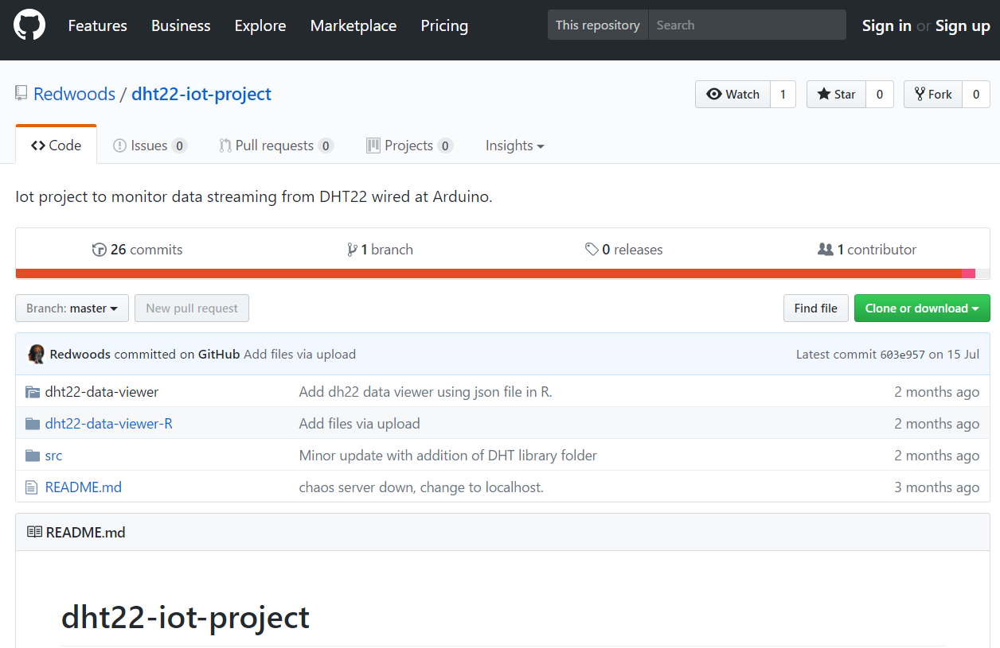 Features Business Explore Marketplace Pricing This repository Search Sign in or Sign up
Redwoods / dht22-iot-project Watch 1 Star 0 Fork 0
Code Issues 0 Pull requests 0 Projects 0 Insights
Iot project to monitor data streaming from DHT22 wired at Arduino.
26 commits 1 branch 0 releases 1 contributor
Branch: master New pull request Find file Clone or download
Redwoods committed on GitHub Add files via upload Latest commit 603e957 on 15 Jul
dht22-data-viewer Add dh22 data viewer using json file in R. 2 months ago
dht22-data-viewer-R Add files via upload 2 months ago
src Minor update with addition of DHT library folder 2 months ago
README.md chaos server down, change to localhost. 3 months ago
README.md
dht22-iot-project